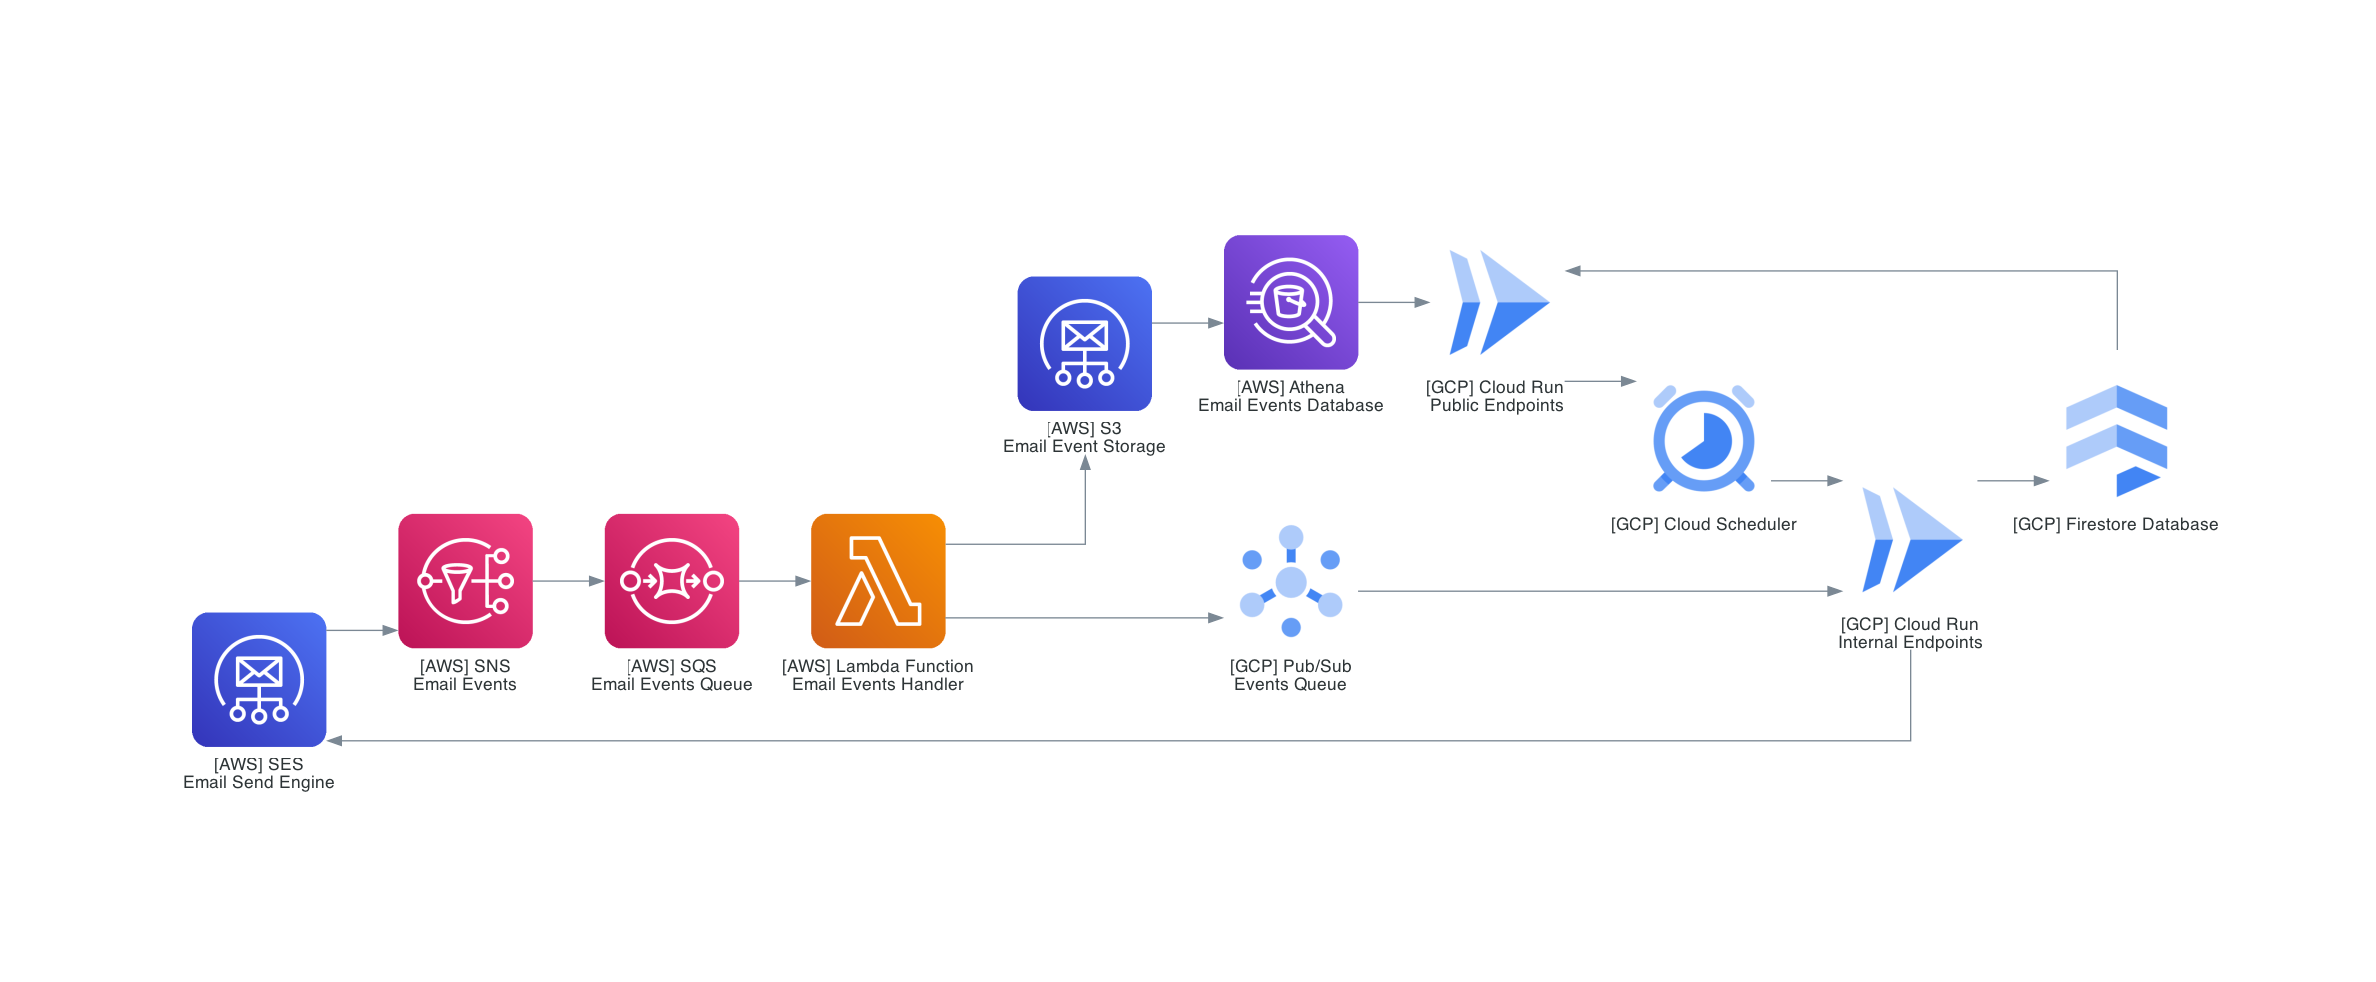 [AWS] Athena
Email Events Database
[GCP] Cloud Run
Public Endpoints
[AWS] S3
Email Event Storage
[GCP] Cloud Scheduler
[GCP] Firestore Database
[GCP] Cloud Run
Internal Endpoints
[AWS] SNS
Email Events
[AWS] SQS
Email Events Queue
[AWS] Lambda Function
Email Events Handler
[GCP] Pub/Sub
Events Queue
[AWS] SES
Email Send Engine